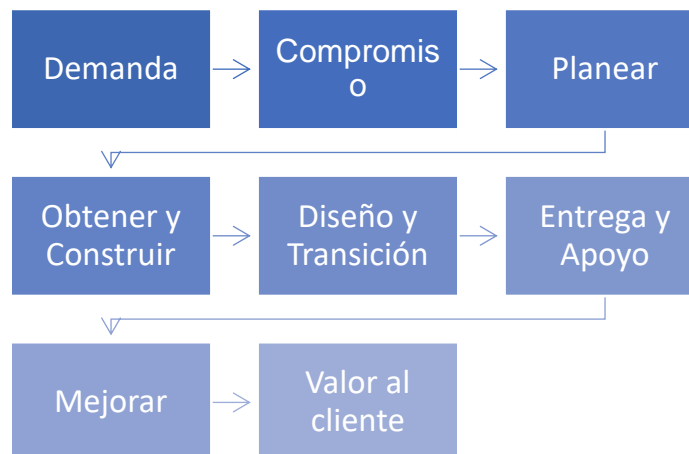 Demanda
Compromis
o
Planear
Obtener y
Construir
Diseño y
Transición
Entrega y
Apoyo
Mejorar
Valor al
cliente